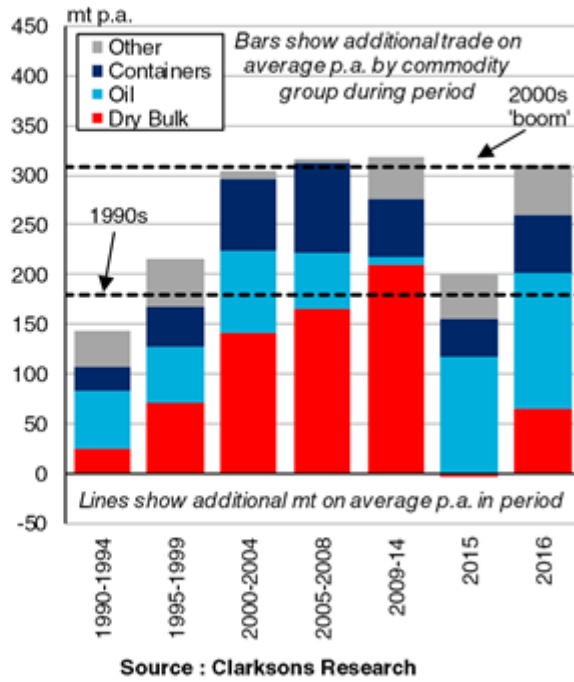 mt p.a.
450
400
350
300
250
200
150
100
50
0
-50
Other
Containers
Oil
Dry Bulk
Bars show additional trade on
average p.a. by commodity
group during period
2000s
'boom'
1990s
Lines show additional mt on average p.a. in period
1990-1994
1995-1999
2000-2004
2005-2008
2009-14
2015
2016
Source : Clarksons Research